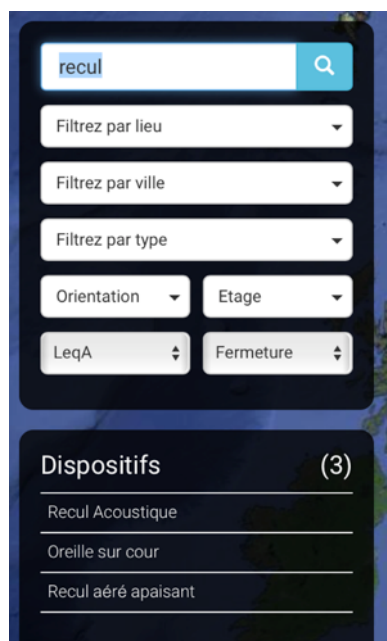 recul
Filtrez par lieu
Filtrez par ville
Filtrez par type
Orientation Etage
LeqA Fermeture
Dispositifs (3)
Recul Acoustique
Oreille sur cour
Recul aéré apaisant